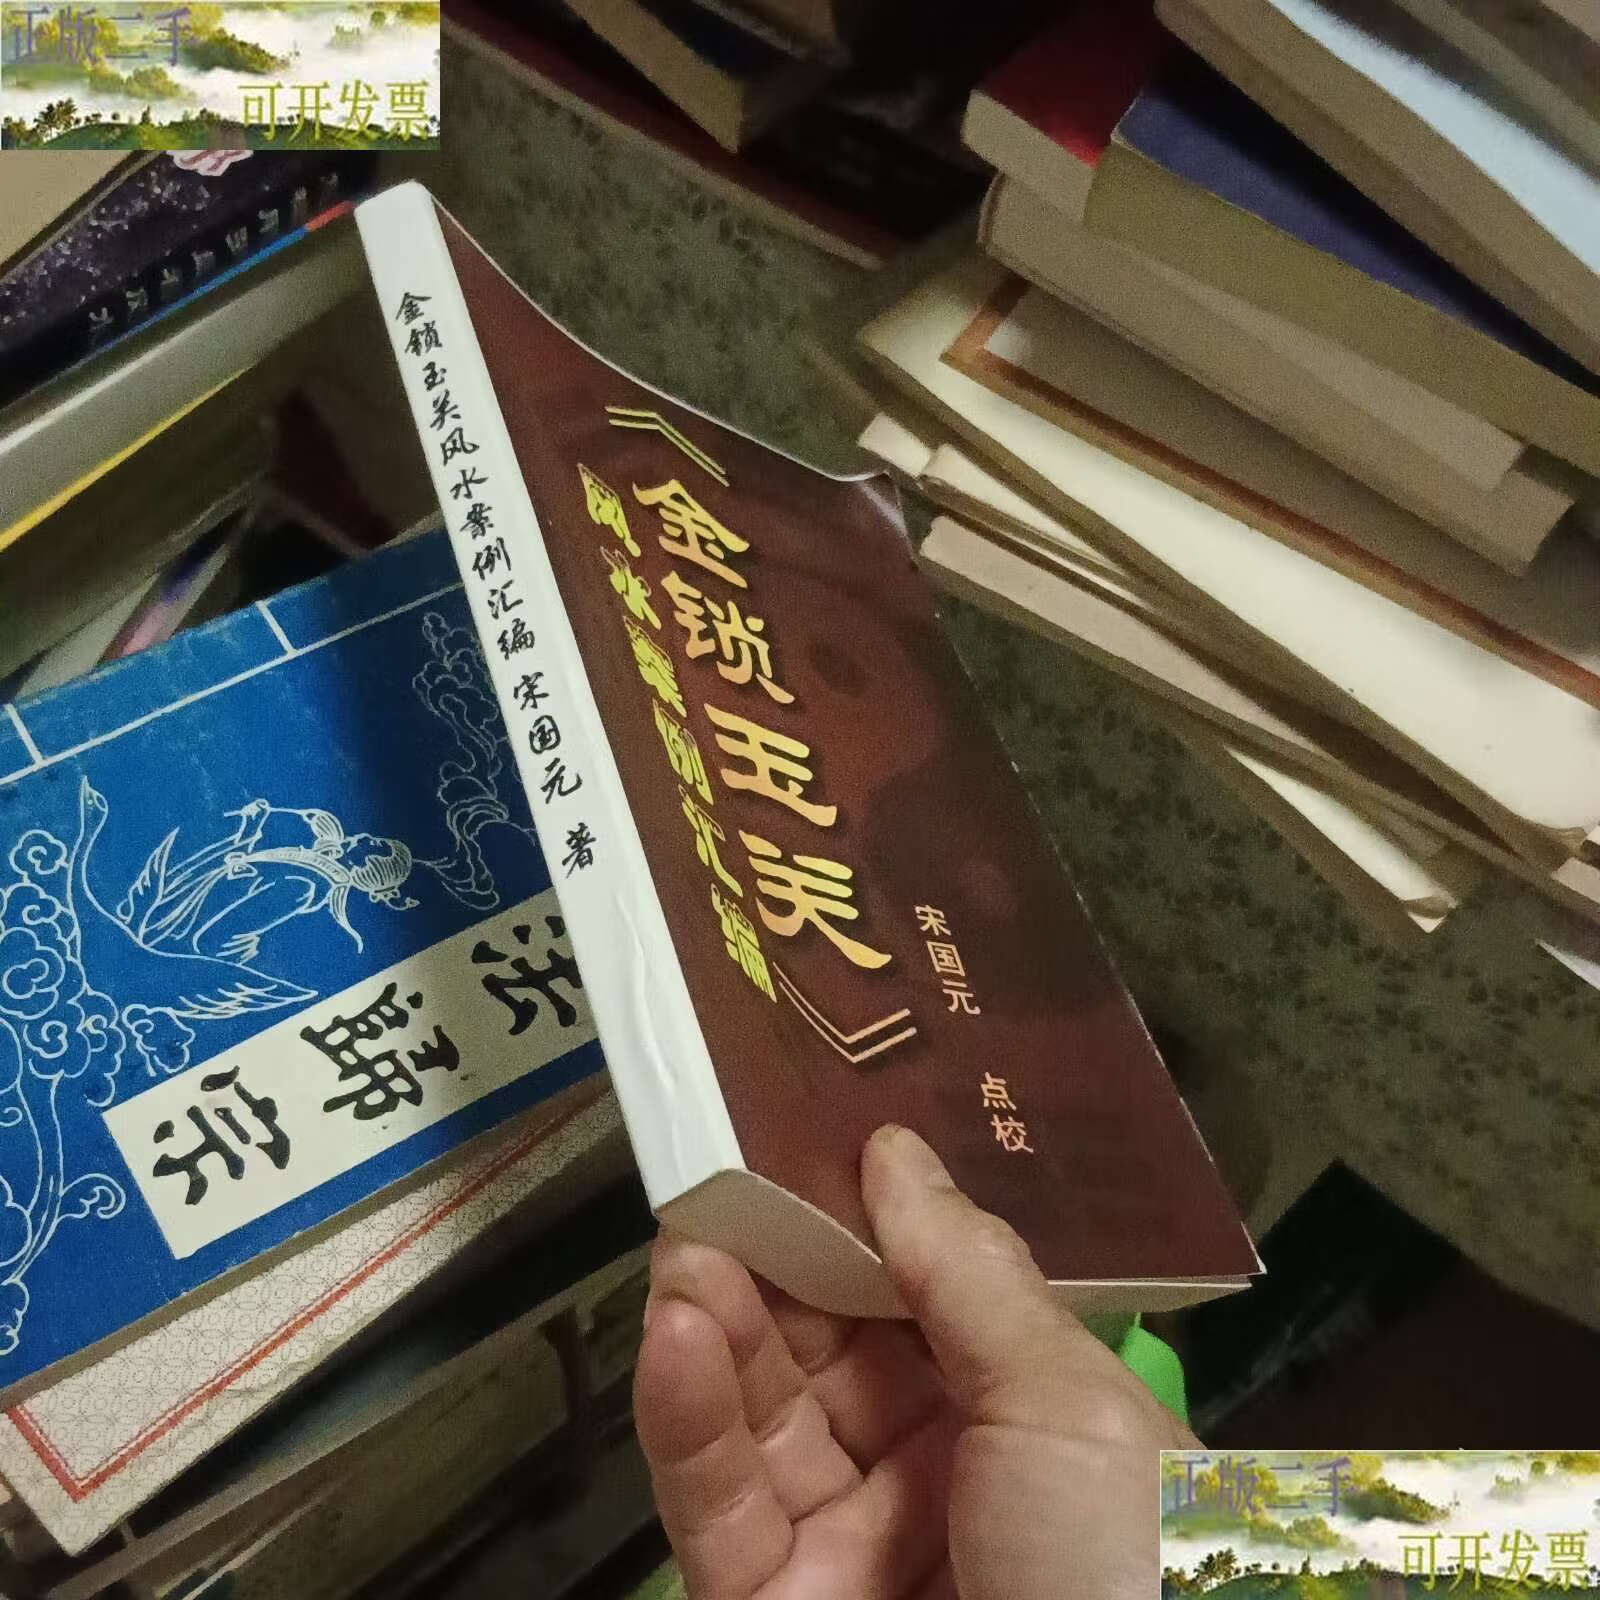 正版二手
可开发票
金锁玉关风水案例汇编 宋国元 著
《金锁玉关》
风水案例汇编
宋国元 点校
法歸宗
正版二手
可开发票